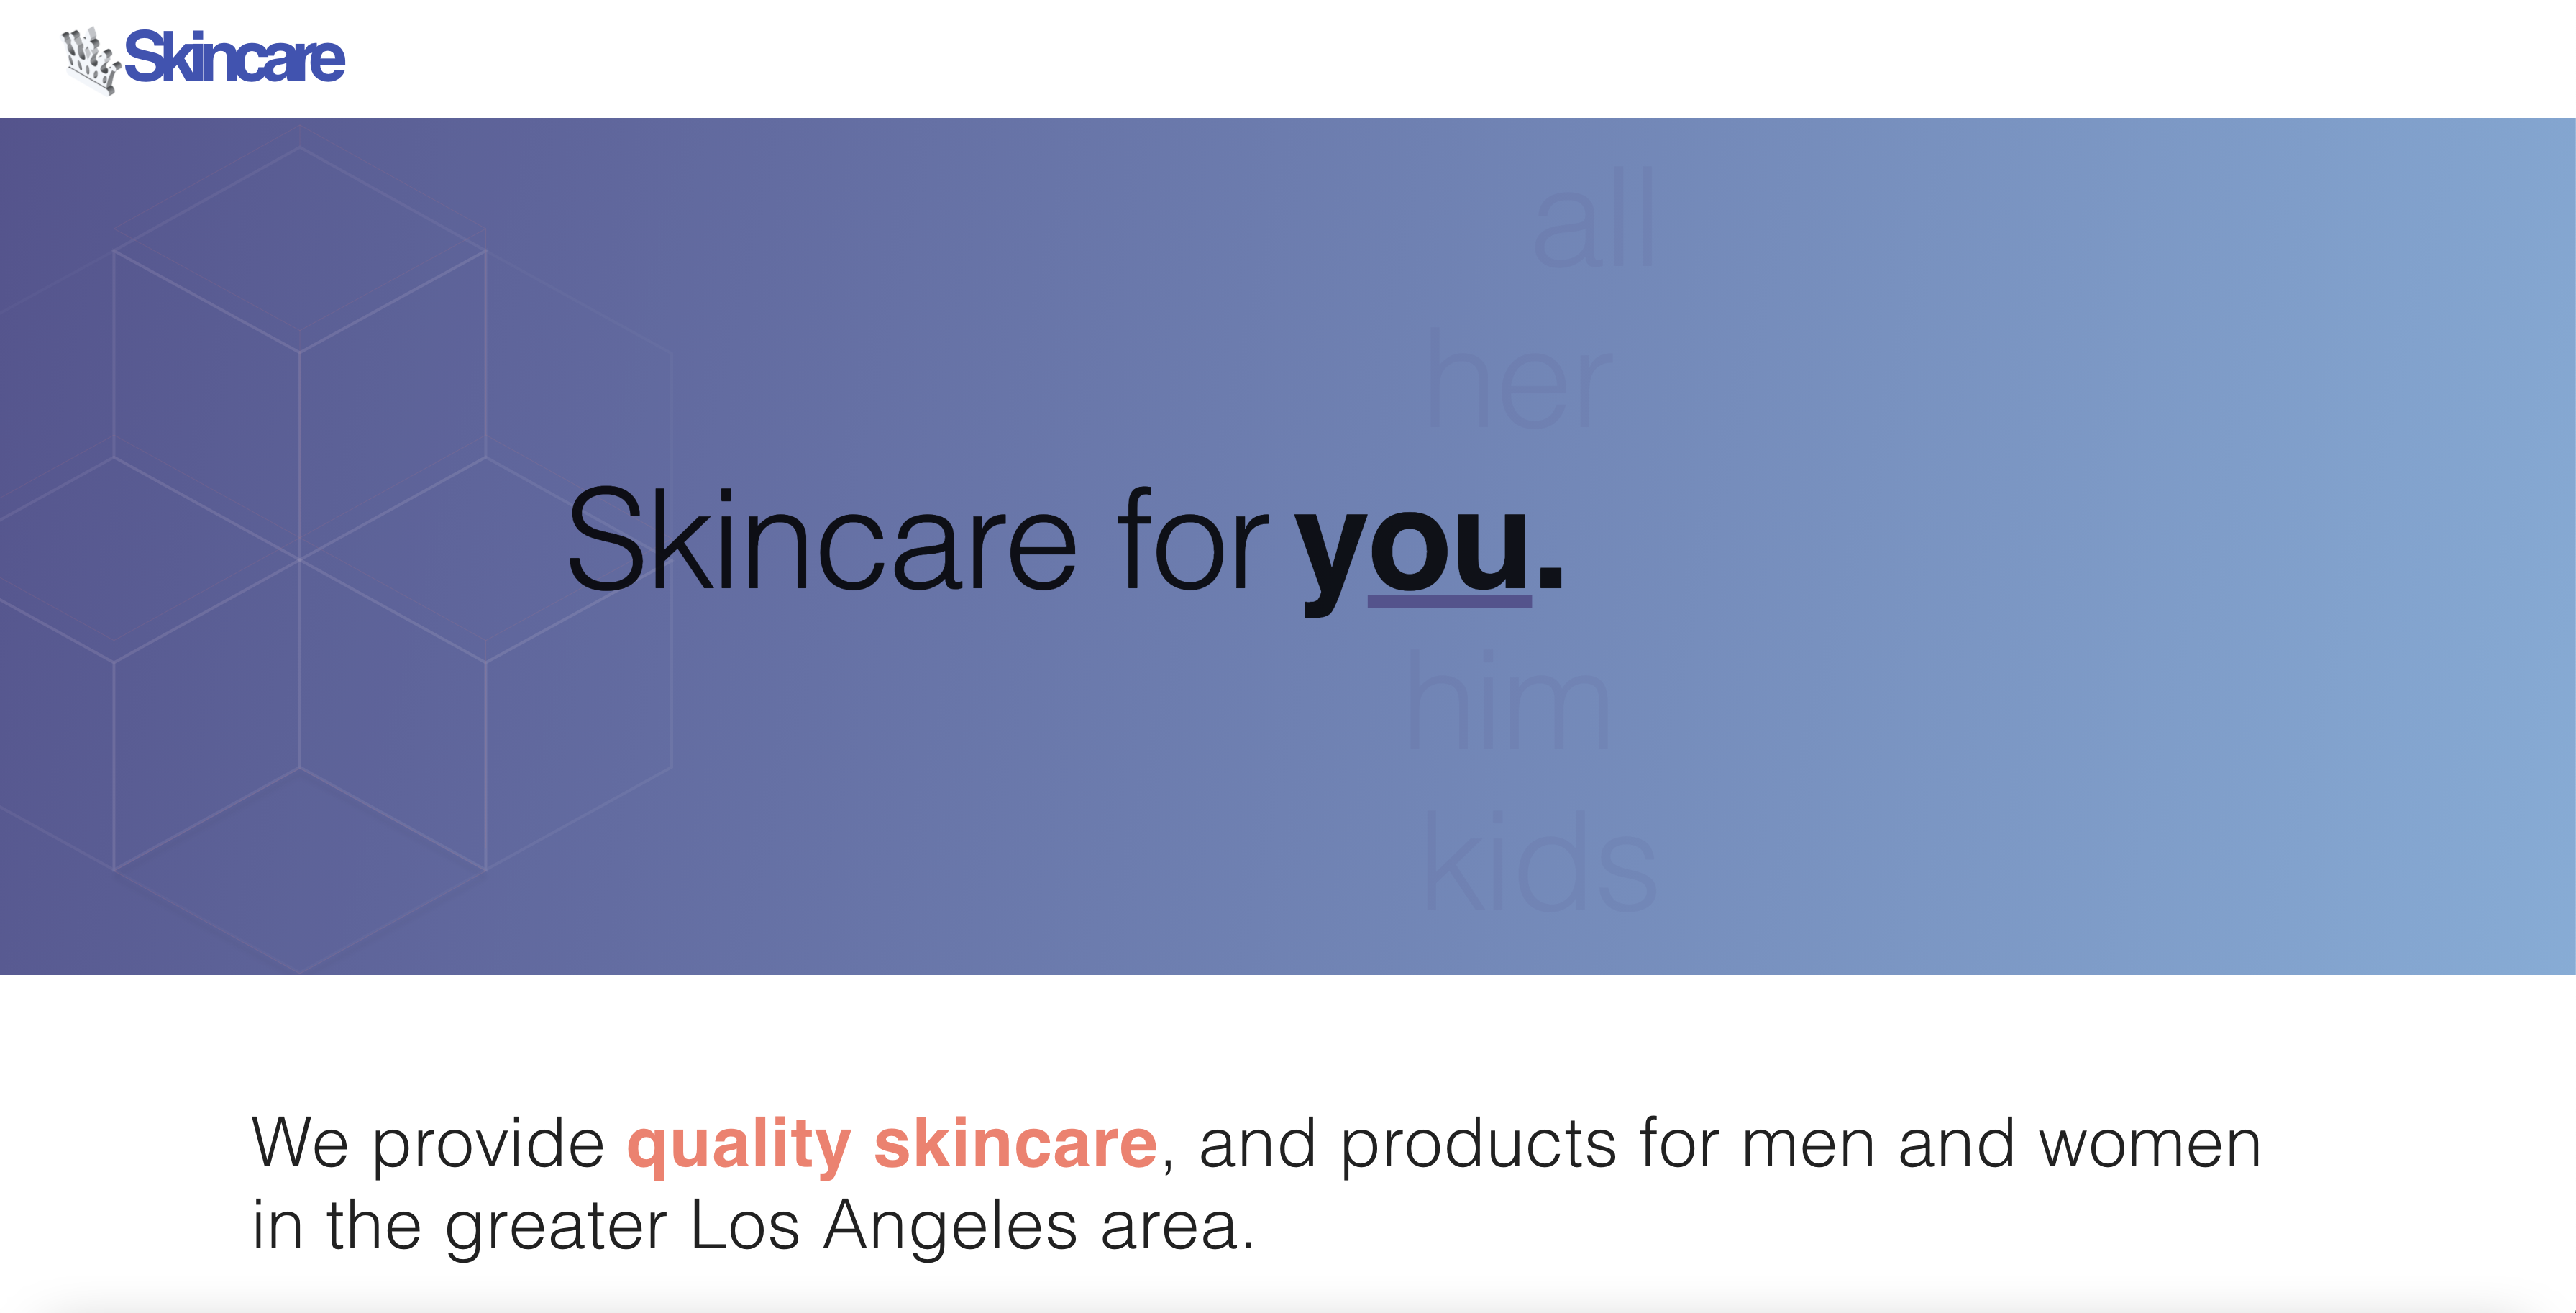 Skincare
all
her
Skincare for you.
him
kids
We provide quality skincare, and products for men and women
in the greater Los Angeles area.